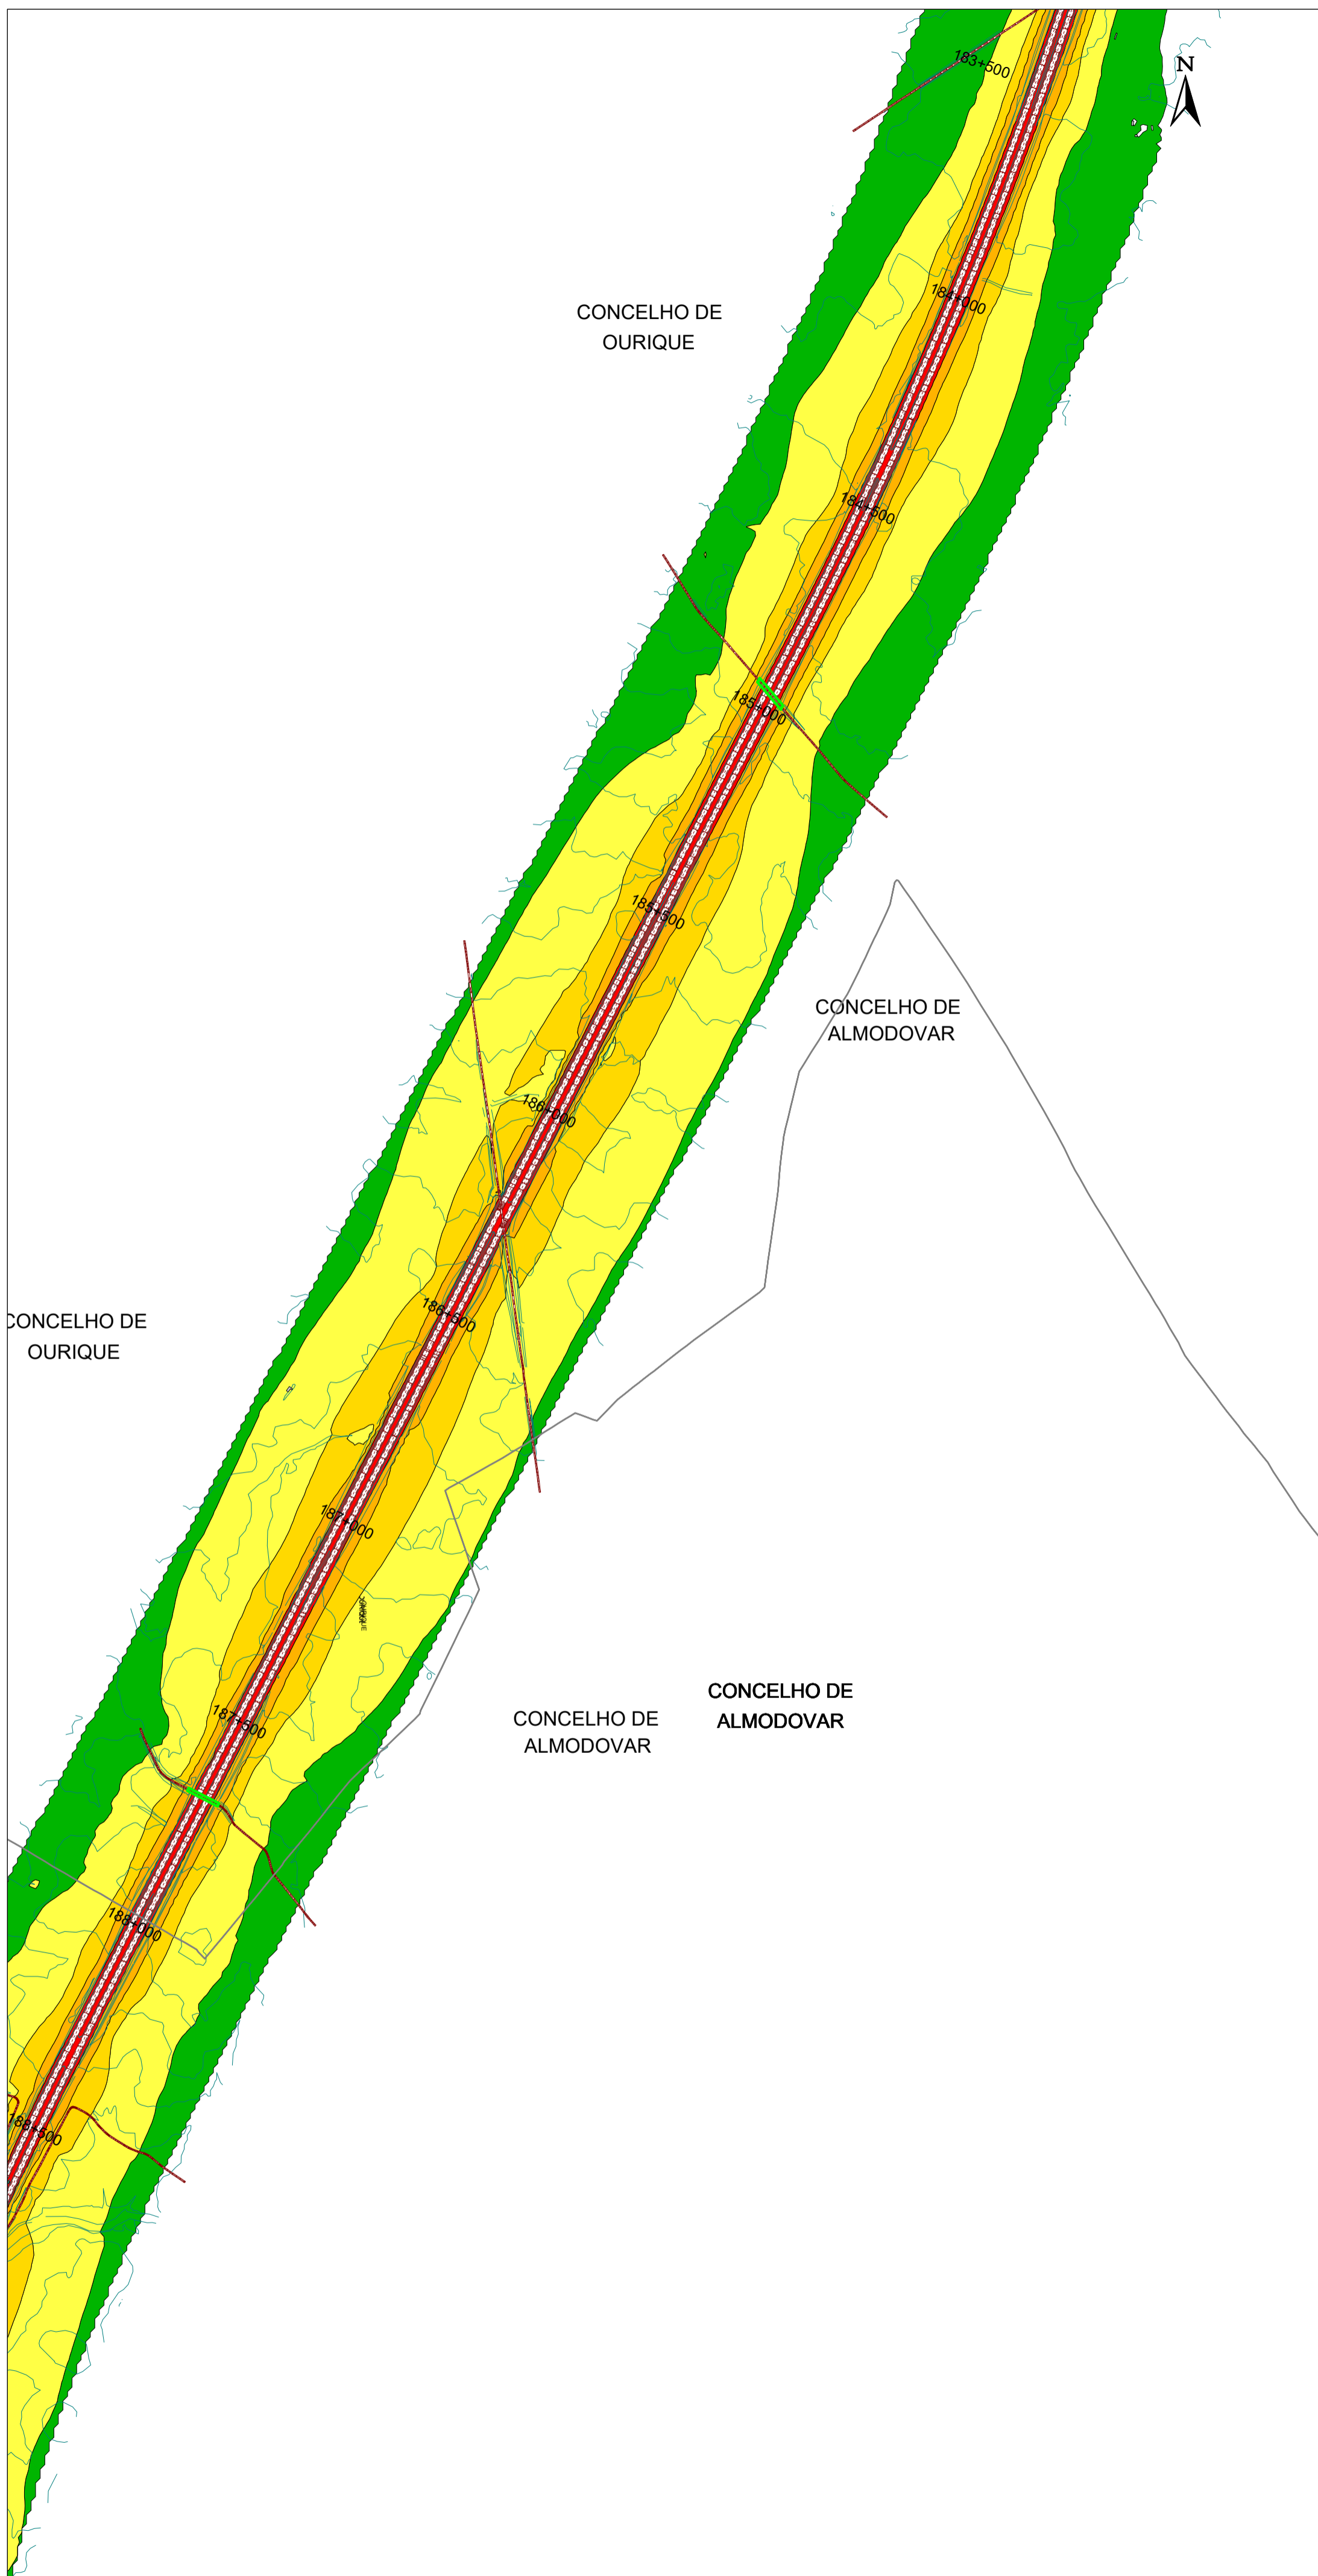 N
183+500
184+000
CONCELHO DE
OURIQUE
184+500
185+000
185+500
CONCELHO DE
ALMODOVAR
186+000
186+500
CONCELHO DE
OURIQUE
187+000
CONCELHO DE
ALMODOVAR
CONCELHO DE
ALMODOVAR
187+500
188+000
188+500